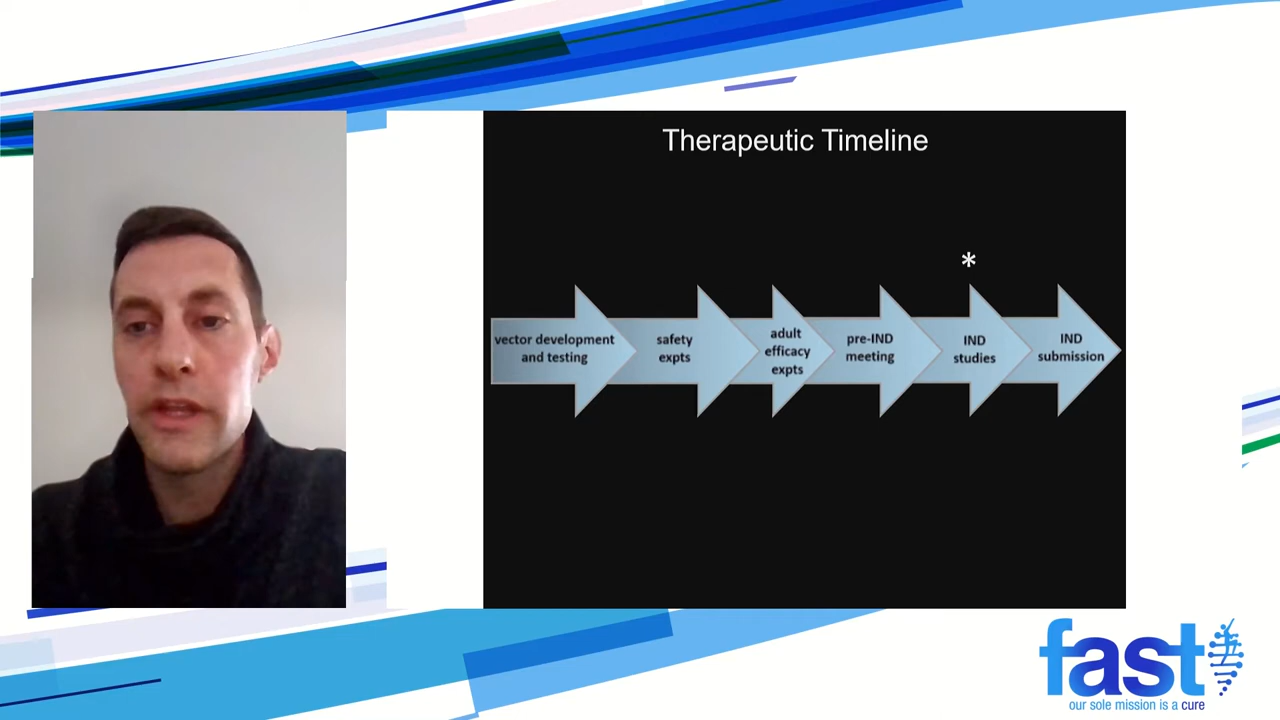 Therapeutic Timeline
*
vector development
and testing
safety
expts
adult
efficacy
expts
pre-IND
meeting
IND
studies
IND
submission
fast
our sole mission is a cure